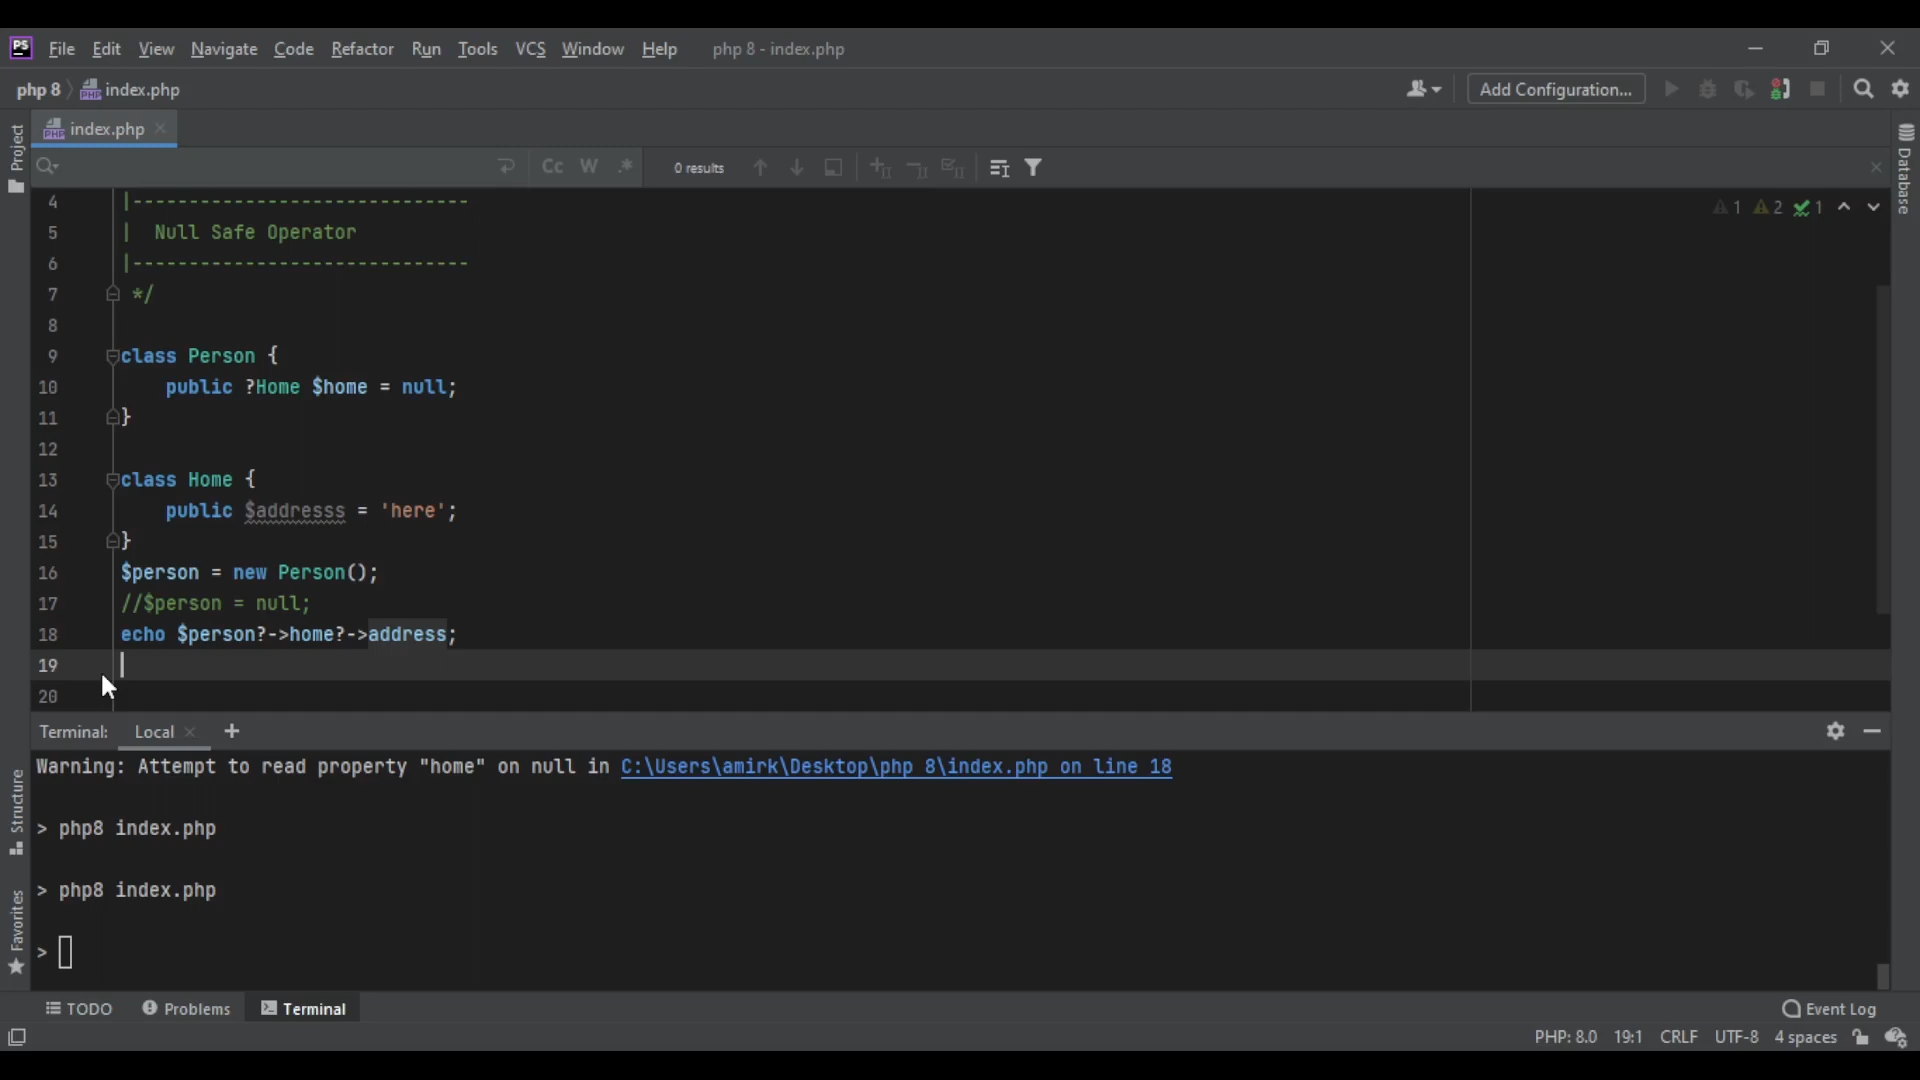 PS File Edit View Navigate Code Refactor Run Tools VCS Window Help php 8 - index.php
php 8 index.php Add Configuration...
index.php
Cc W .* 0 results
Project
Database
4 |------------------------------
5 | Null Safe Operator
6 |------------------------------
7 */
8
9 class Person {
10 public ?Home $home = null;
11 }
12
13 class Home {
14 public $addresss = 'here';
15 }
16 $person = new Person();
17 //$person = null;
18 echo $person?->home?->address;
19
20
1 2 1
Terminal: Local +
Warning: Attempt to read property "home" on null in C:\Users\amirk\Desktop\php 8\index.php on line 18
> php8 index.php
> php8 index.php
>
Structure
Favorites
TODO Problems Terminal Event Log
PHP: 8.0 19:1 CRLF UTF-8 4 spaces